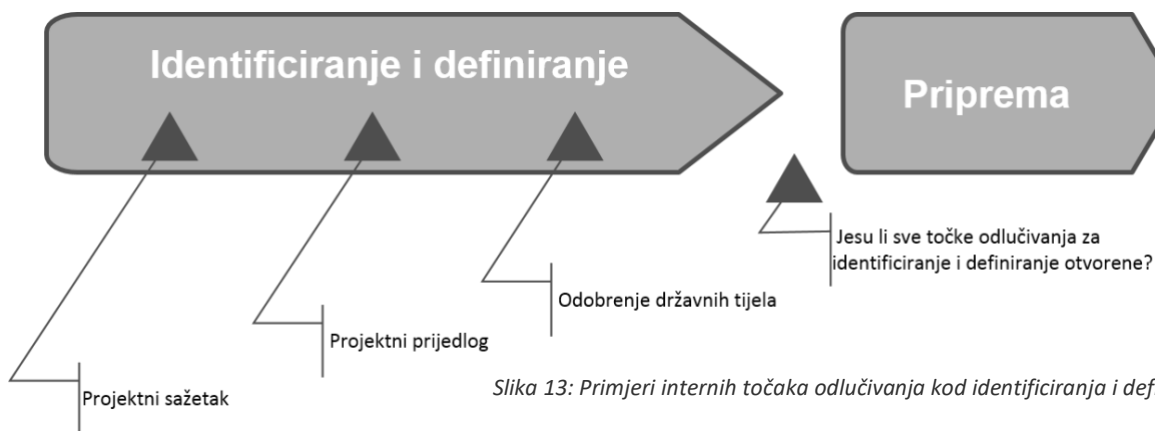 Identificiranje i definiranje
Priprema
Jesu li sve točke odlučivanja za
identificiranje i definiranje otvorene?
Odobrenje državnih tijela
Projektni prijedlog
Projektni sažetak
Slika 13: Primjeri internih točaka odlučivanja kod identificiranja i def